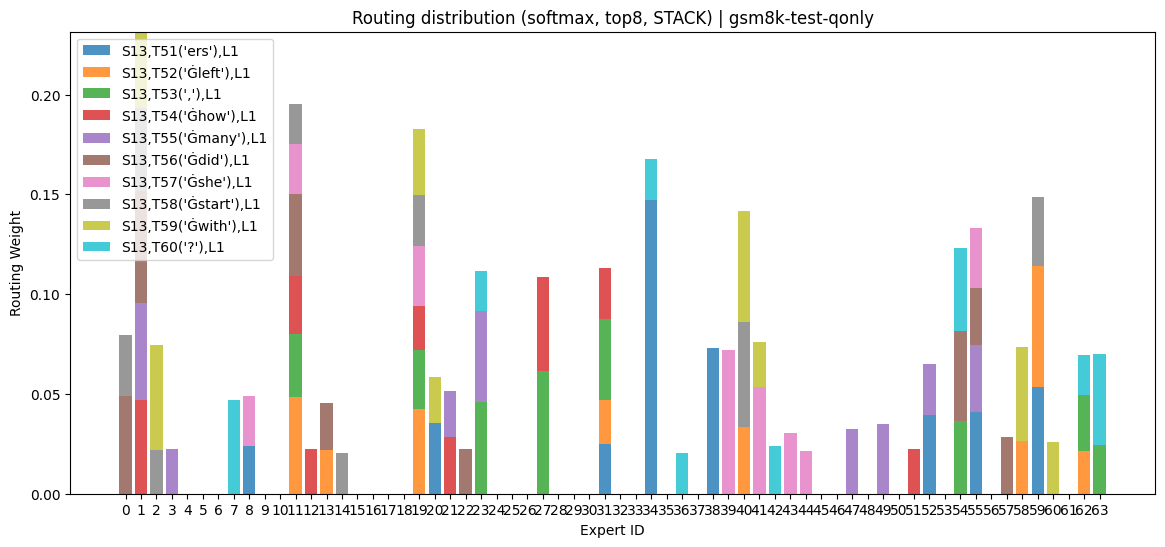 Routing distribution (softmax, top8, STACK) | gsm8k-test-qonly
S13,T51('ers'),L1
S13,T52('Ġleft'),L1
S13,T53(','),L1
S13,T54('Ġhow'),L1
S13,T55('Ġmany'),L1
S13,T56('Ġdid'),L1
S13,T57('Ġshe'),L1
S13,T58('Ġstart'),L1
S13,T59('Ġwith'),L1
S13,T60('?'),L1
Routing Weight
0.20
0.15
0.10
0.05
0.00
0 1 2 3 4 5 6 7 8 9 10 11 12 13 14 15 16 17 18 19 20 21 22 23 24 25 26 27 28 29 30 31 32 33 34 35 36 37 38 39 40 41 42 43 44 45 46 47 48 49 50 51 52 53 54 55 56 57 58 59 60 61 62 63
Expert ID